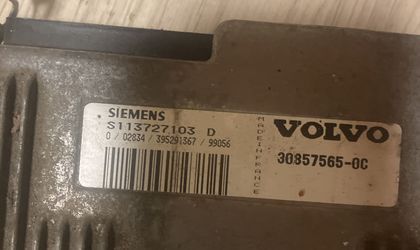 SIEMENS
S113727103 D
0 / 02834 / 395291367 / 99056
MADE IN FRANCE
VOLVO
30857565-0C